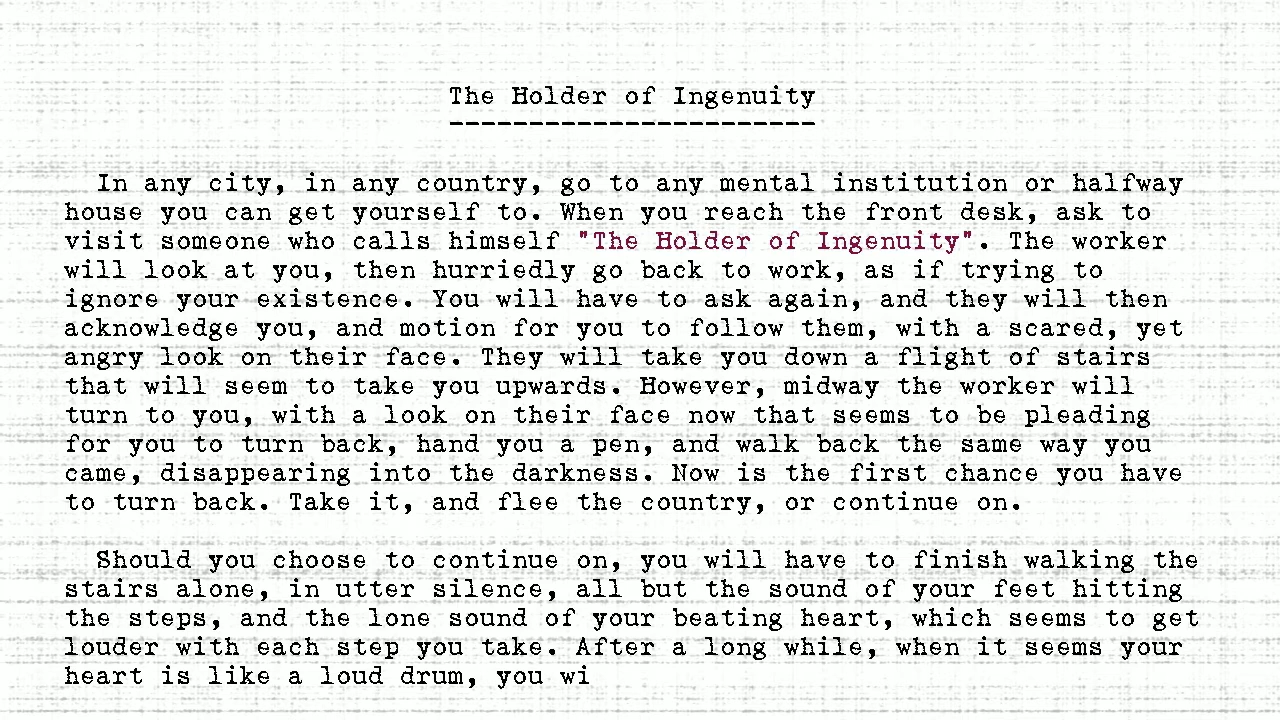 The Holder of Ingenuity
In any city, in any country, go to any mental institution or halfway
house you can get yourself to. When you reach the front desk, ask to
visit someone who calls himself "The Holder of Ingenuity". The worker
will look at you, then hurriedly go back to work, as if trying to
ignore your existence. You will have to ask again, and they will then
acknowledge you, and motion for you to follow them, with a scared, yet
angry look on their face. They will take you down a flight of stairs
that will seem to take you upwards. However, midway the worker will
turn to you, with a look on their face now that seems to be pleading
for you to turn back, hand you a pen, and walk back the same way you
came, disappearing into the darkness. Now is the first chance you have
to turn back. Take it, and flee the country, or continue on.
Should you choose to continue on, you will have to finish walking the
stairs alone, in utter silence, all but the sound of your feet hitting
the steps, and the lone sound of your beating heart, which seems to get
louder with each step you take. After a long while, when it seems your
heart is like a loud drum, you wi